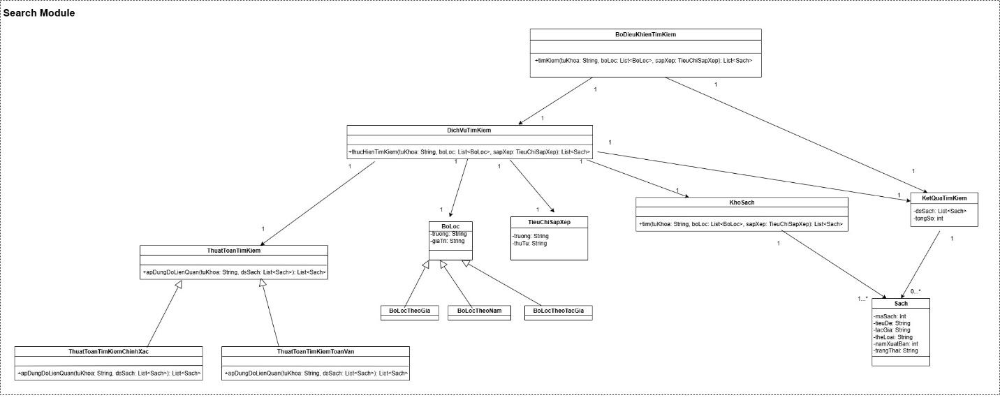 Search Module
BoDieuKhienTimKiem
+timKiem(tuKhoa: String, boLoc: List<BoLoc>, sapXep: TieuChiSapXep): List<Sach>
1
1
1
1
DichVuTimKiem
+thucHienTimKiem(tuKhoa: String, boLoc: List<BoLoc>, sapXep: TieuChiSapXep): List<Sach>
1
1
1
1
1
1
1
1
1
1
KhoSach
+tim(tuKhoa: String, boLoc: List<BoLoc>, sapXep: TieuChiSapXep): List<Sach>
KetQuaTimKiem
-dsSach: List<Sach>
-tongSo: int
BoLoc
-truong: String
-giaTri: String
TieuChiSapXep
-truong: String
-thuTu: String
ThuatToanTimKiem
+apDungDoLienQuan(tuKhoa: String, dsSach: List<Sach>): List<Sach>
1
1
1...*
0...*
Sach
-maSach: int
-tieuDe: String
-tacGia: String
-theLoai: String
-namXuatBan: int
-trangThai: String
BoLocTheoGia
BoLocTheoNam
BoLocTheoTacGia
ThuatToanTimKiemChinhXac
+apDungDoLienQuan(tuKhoa: String, dsSach: List<Sach>): List<Sach>
ThuatToanTimKiemToanVan
+apDungDoLienQuan(tuKhoa: String, dsSach: List<Sach>): List<Sach>